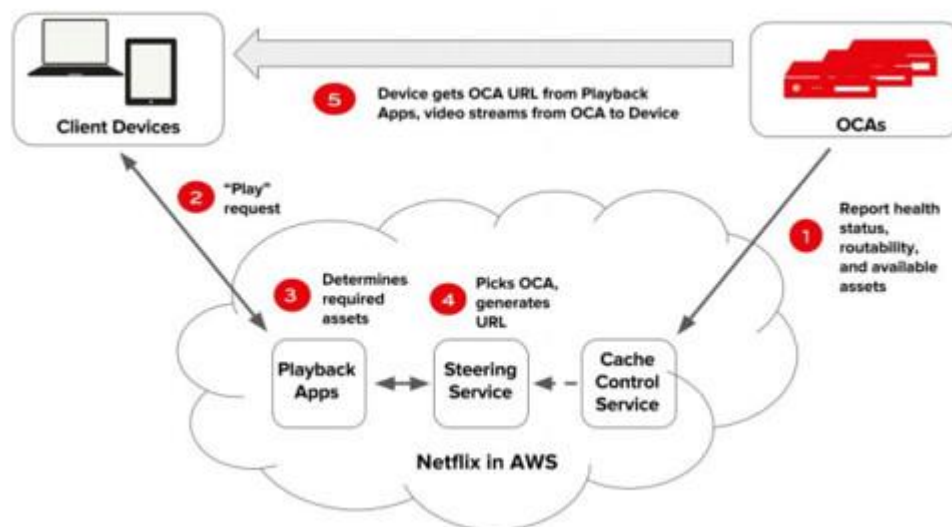 Client Devices
5
Device gets OCA URL from Playback
Apps, video streams from OCA to Device
OCAs
2
“Play”
request
1
Report health
status,
routability,
and available
assets
3
Determines
required
assets
4
Picks OCA,
generates
URL
Playback
Apps
Steering
Service
Cache
Control
Service
Netflix in AWS